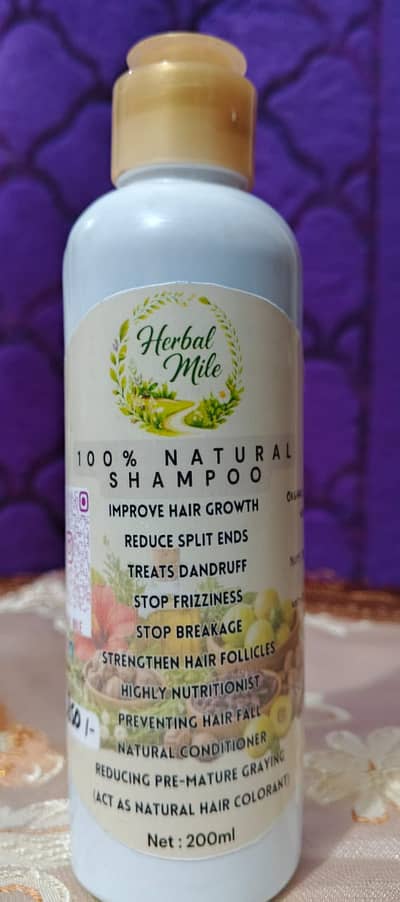 Herbal
Mile
100% NATURAL
SHAMPOO
IMPROVE HAIR GROWTH
REDUCE SPLIT ENDS
TREATS DANDRUFF
STOP FRIZZINESS
STOP BREAKAGE
STRENGTHEN HAIR FOLLICLES
HIGHLY NUTRITIONIST
PREVENTING HAIR FALL
NATURAL CONDITIONER
REDUCING PRE-MATURE GRAYING
(ACT AS NATURAL HAIR COLORANT)
Net : 200ml